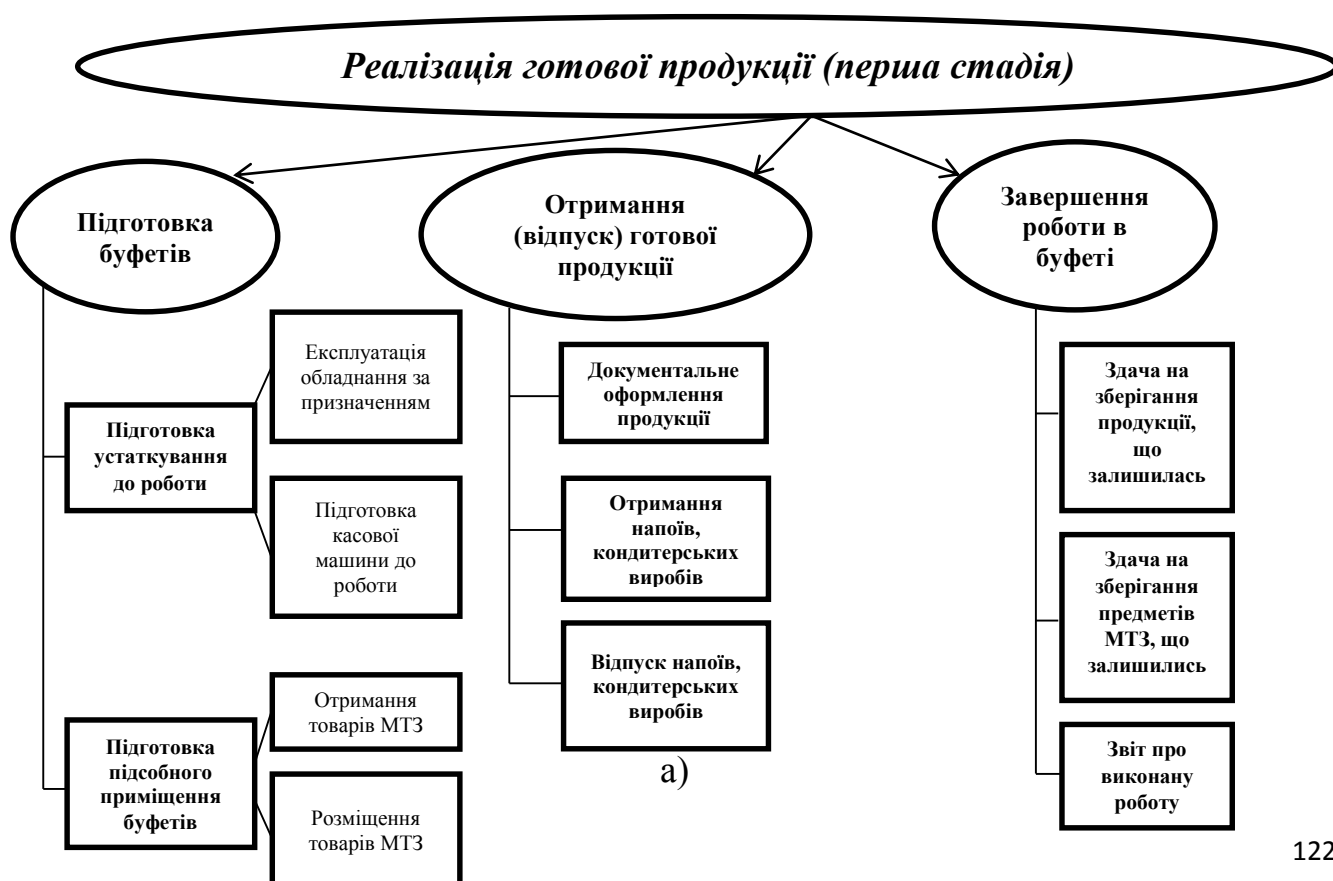 Реалізація готової продукції (перша стадія)
Підготовка
буфетів
Отримання
(відпуск) готової
продукції
Завершення
роботи в
буфеті
Підготовка
устаткування
до роботи
Експлуатація
обладнання за
призначенням
Підготовка
касової
машини до
роботи
Підготовка
підсобного
приміщення
буфетів
Отримання
товарів МТЗ
Розміщення
товарів МТЗ
Документальне
оформлення
продукції
Отримання
напоїв,
кондитерських
виробів
Відпуск напоїв,
кондитерських
виробів
Здача на
зберігання
продукції,
що
залишилась
Здача на
зберігання
предметів
МТЗ, що
залишились
Звіт про
виконану
роботу
а)
122